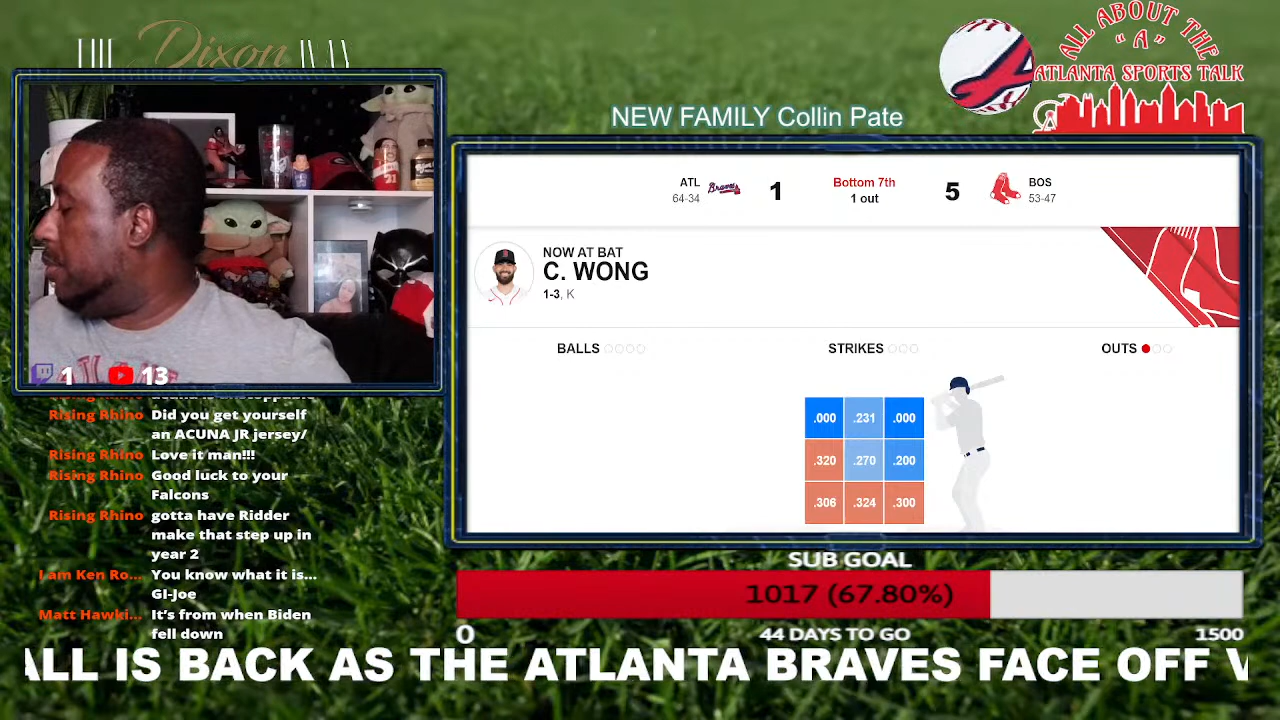 Dixon
ALL ABOUT THE
"A"
ATLANTA SPORTS TALK
NEW FAMILY Collin Pate
ATL
64-34
Braves
1
Bottom 7th
1 out
5
BOS
53-47
NOW AT BAT
C. WONG
1-3, K
BALLS
STRIKES
OUTS
.000 .231 .000
.320 .270 .200
.306 .324 .300
1 13
Rising Rhino Did you get yourself
an ACUNA JR jersey/
Rising Rhino Love it man!!!
Rising Rhino Good luck to your
Falcons
Rising Rhino gotta have Ridder
make that step up in
year 2
I am Ken Ro... You know what it is...
GI-Joe
Matt Hawki... It's from when Biden
fell down
SUB GOAL
1017 (67.80%)
0 44 DAYS TO GO 1500
ALL IS BACK AS THE ATLANTA BRAVES FACE OFF V